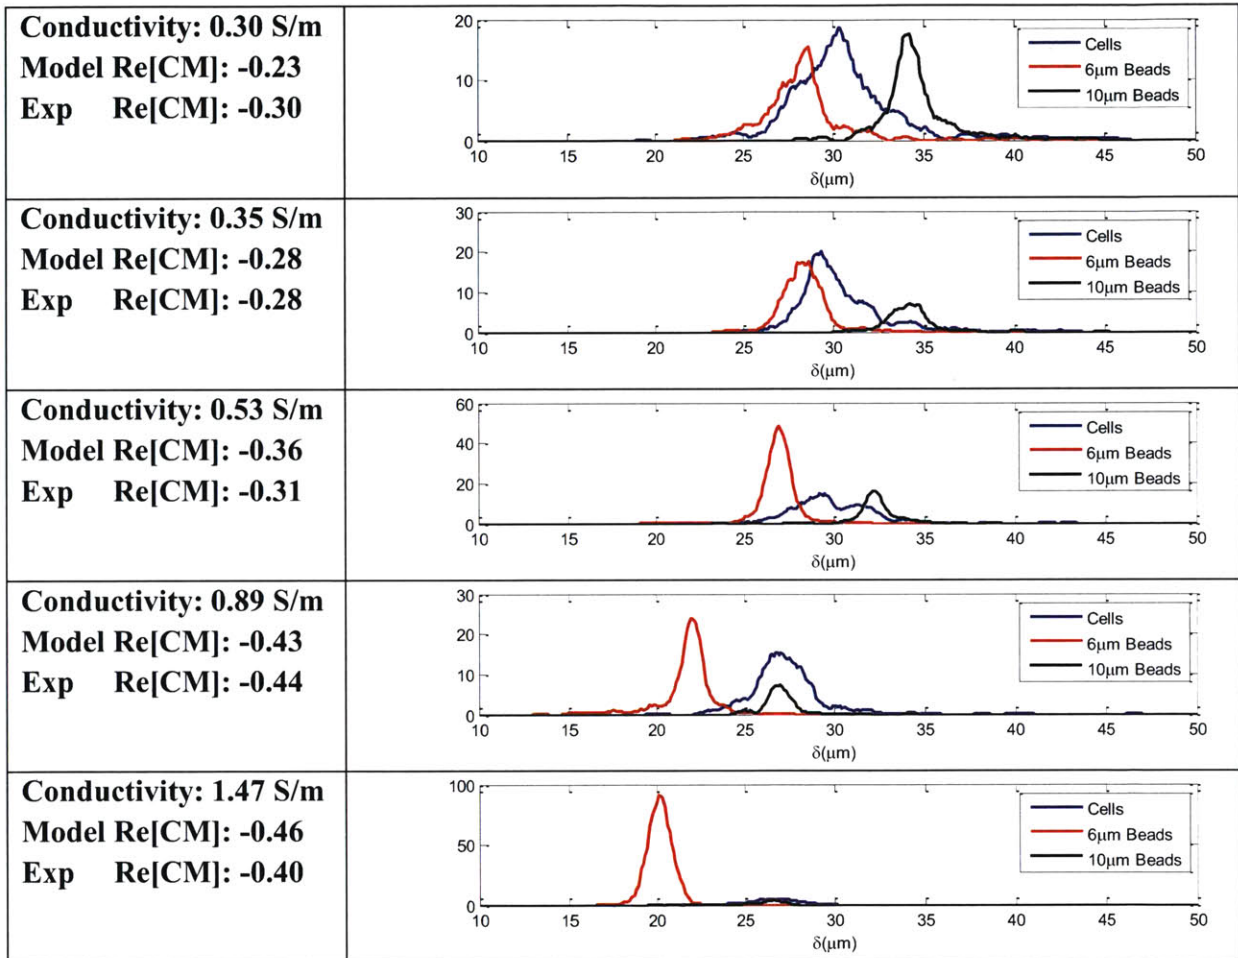 Conductivity: 0.30 S/m
Model Re[CM]: -0.23
Exp Re[CM]: -0.30
20
10
0
10 15 20 25 30 35 40 45 50
δ(μm)
Cells
6μm Beads
10μm Beads
Conductivity: 0.35 S/m
Model Re[CM]: -0.28
Exp Re[CM]: -0.28
30
20
10
0
10 15 20 25 30 35 40 45 50
δ(μm)
Cells
6μm Beads
10μm Beads
Conductivity: 0.53 S/m
Model Re[CM]: -0.36
Exp Re[CM]: -0.31
60
40
20
0
10 15 20 25 30 35 40 45 50
δ(μm)
Cells
6μm Beads
10μm Beads
Conductivity: 0.89 S/m
Model Re[CM]: -0.43
Exp Re[CM]: -0.44
30
20
10
0
10 15 20 25 30 35 40 45 50
δ(μm)
Cells
6μm Beads
10μm Beads
Conductivity: 1.47 S/m
Model Re[CM]: -0.46
Exp Re[CM]: -0.40
100
50
0
10 15 20 25 30 35 40 45 50
δ(μm)
Cells
6μm Beads
10μm Beads